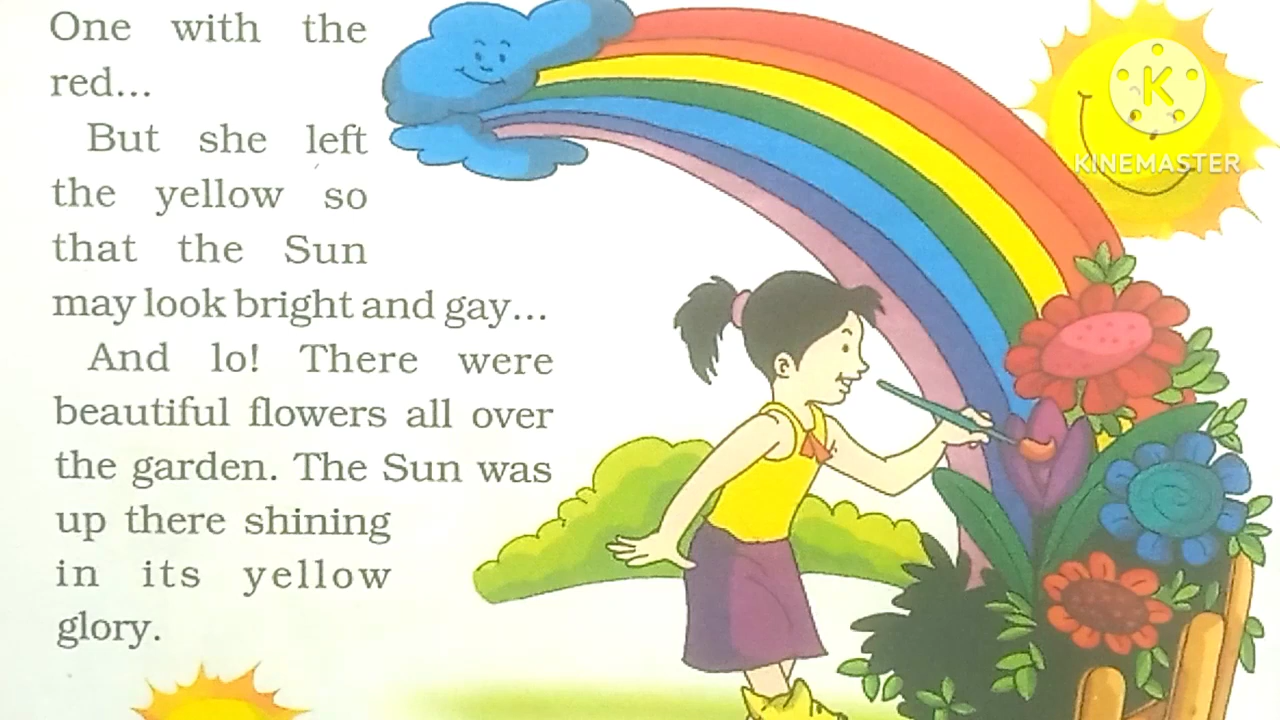 One with the
red...
But she left
the yellow so
that the Sun
may look bright and gay...
And lo! There were
beautiful flowers all over
the garden. The Sun was
up there shining
in its yellow
glory.
K
KINEMASTER